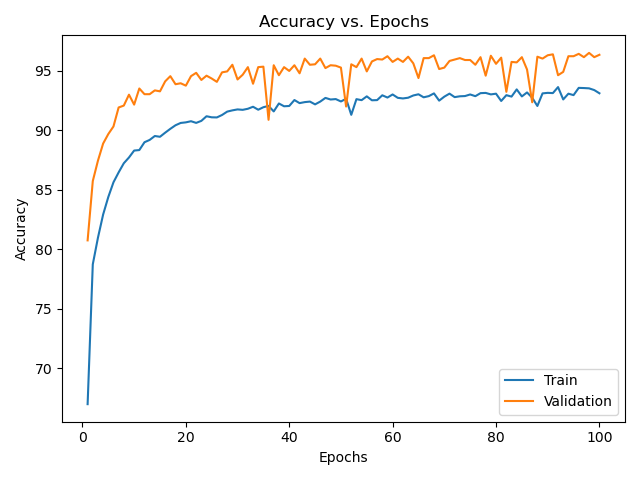 Accuracy vs. Epochs
Accuracy
95
90
85
80
75
70
0 20 40 60 80 100
Epochs
Train
Validation